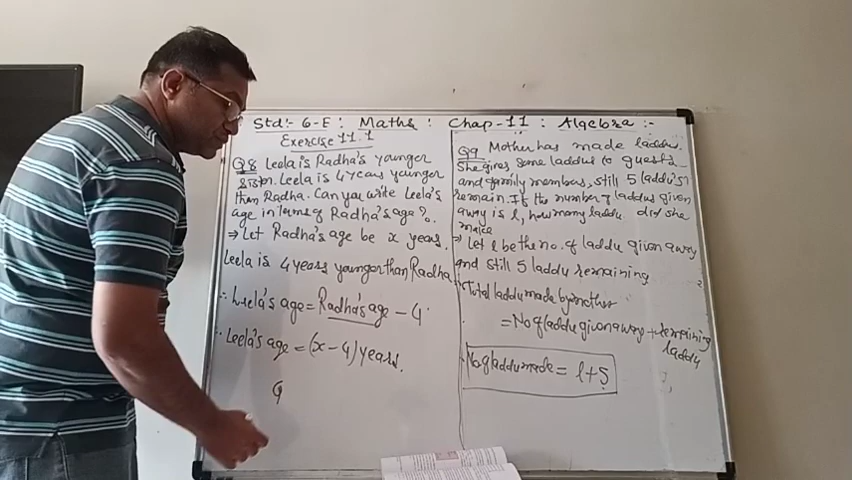 Std:- 6-E : Maths : Chap-11 : Algebra :-
Exercise 11.1
Q8 Leela is Radha's younger
sister. Leela is 4 years younger
than Radha. Can you write Leela's
age in terms of Radha's age?
⇒ Let Radha's age be x years.
Leela is 4 years younger than Radha
∴ Leela's age = Radha's age - 4
∴ Leela's age = (x-4) years.
Q9 Mother has made laddus.
She gives some laddus to guests
and family members, still 5 laddus
remain. If the number of laddus given
away is l, how many laddu did she
make
⇒ Let l be the no. of laddu given away
and still 5 laddu remaining
Total laddu made by mother
= No of laddu given away + remaining
laddu
No of laddu made = l+5